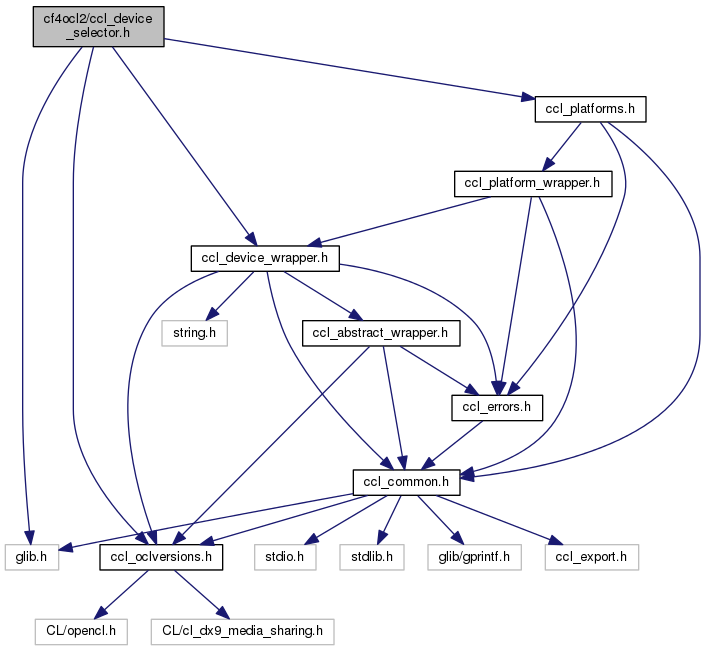 cf4ocl2/ccl_device
_selector.h
ccl_platforms.h
ccl_platform_wrapper.h
ccl_device_wrapper.h
string.h
ccl_abstract_wrapper.h
ccl_errors.h
ccl_common.h
glib.h
ccl_oclversions.h
stdio.h
stdlib.h
glib/gprintf.h
ccl_export.h
CL/opencl.h
CL/cl_dx9_media_sharing.h